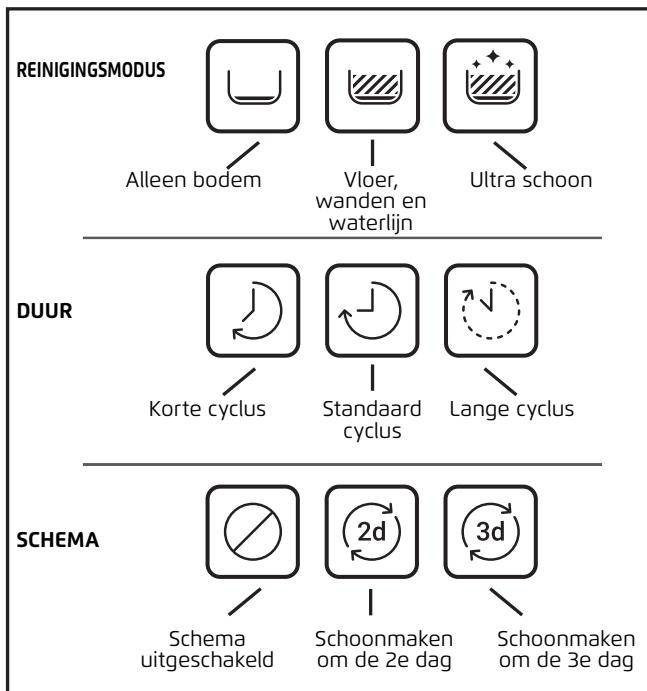 REINIGINGSMODUS
Alleen bodem
Vloer,
wanden en
waterlijn
Ultra schoon
DUUR
Korte cyclus
Standaard
cyclus
Lange cyclus
SCHEMA
2d
3d
Schema
uitgeschakeld
Schoonmaken
om de 2e dag
Schoonmaken
om de 3e dag